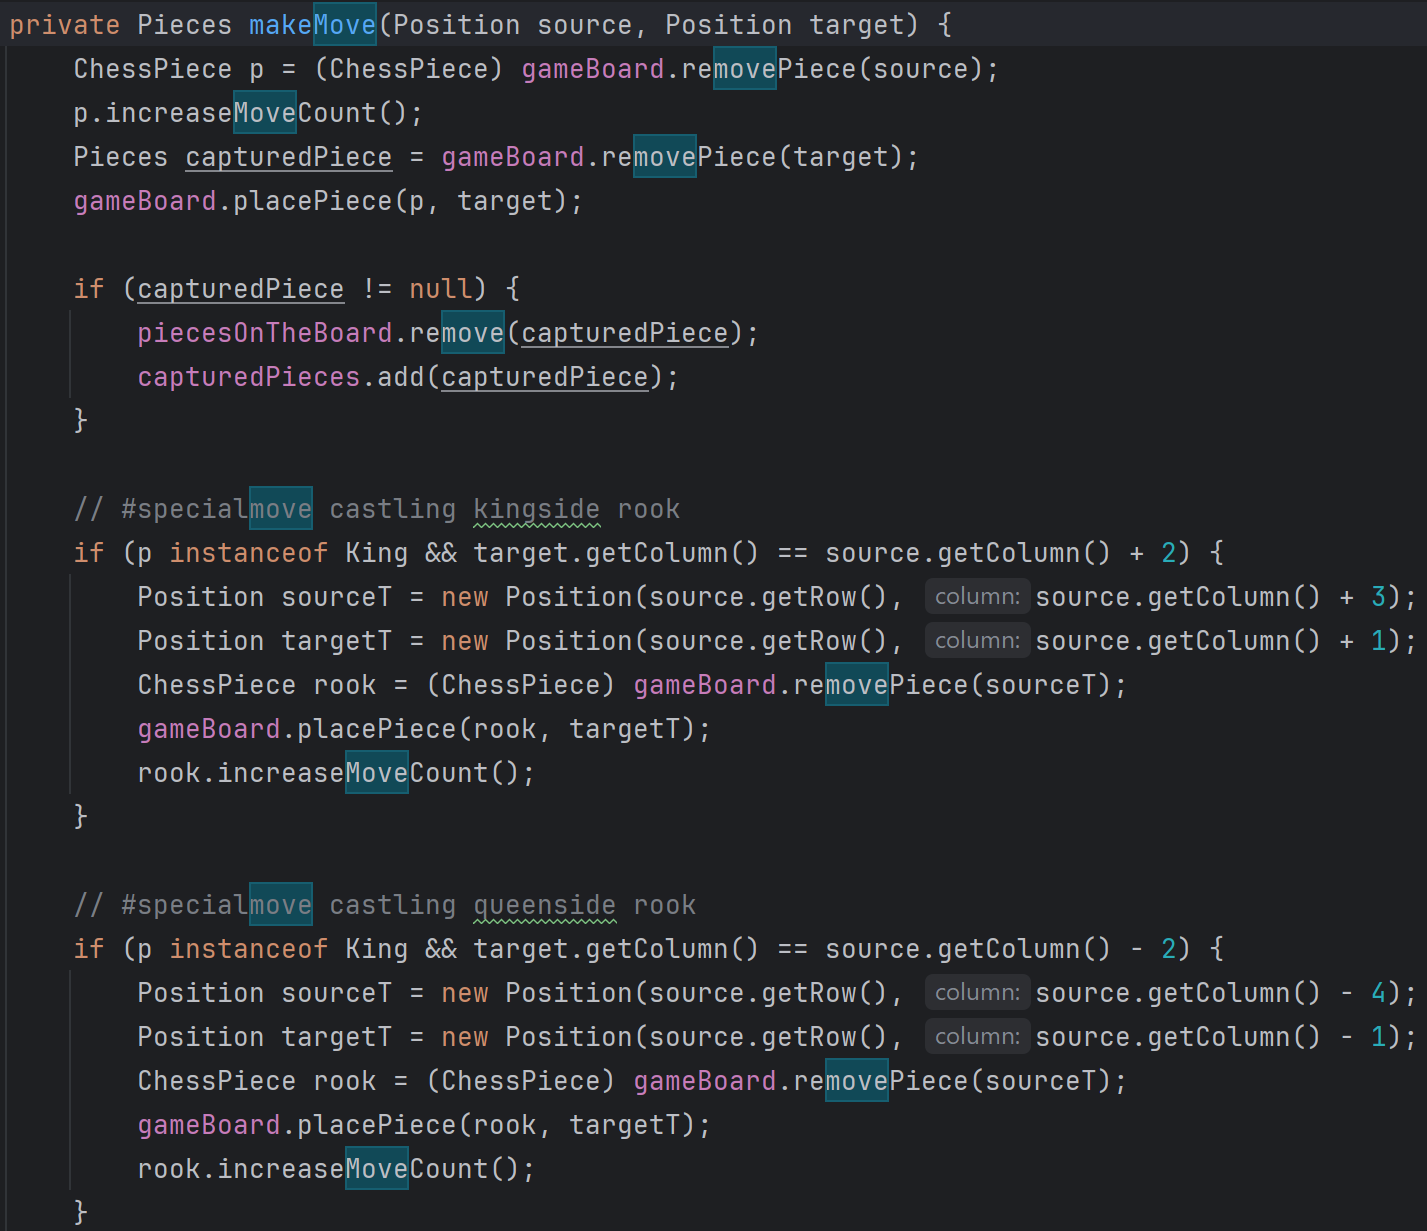 private Pieces makeMove(Position source, Position target) {
    ChessPiece p = (ChessPiece) gameBoard.removePiece(source);
    p.increaseMoveCount();
    Pieces capturedPiece = gameBoard.removePiece(target);
    gameBoard.placePiece(p, target);

    if (capturedPiece != null) {
        piecesOnTheBoard.remove(capturedPiece);
        capturedPieces.add(capturedPiece);
    }

    // #specialmove castling kingside rook
    if (p instanceof King && target.getColumn() == source.getColumn() + 2) {
        Position sourceT = new Position(source.getRow(), column: source.getColumn() + 3);
        Position targetT = new Position(source.getRow(), column: source.getColumn() + 1);
        ChessPiece rook = (ChessPiece) gameBoard.removePiece(sourceT);
        gameBoard.placePiece(rook, targetT);
        rook.increaseMoveCount();
    }

    // #specialmove castling queenside rook
    if (p instanceof King && target.getColumn() == source.getColumn() - 2) {
        Position sourceT = new Position(source.getRow(), column: source.getColumn() - 4);
        Position targetT = new Position(source.getRow(), column: source.getColumn() - 1);
        ChessPiece rook = (ChessPiece) gameBoard.removePiece(sourceT);
        gameBoard.placePiece(rook, targetT);
        rook.increaseMoveCount();
    }